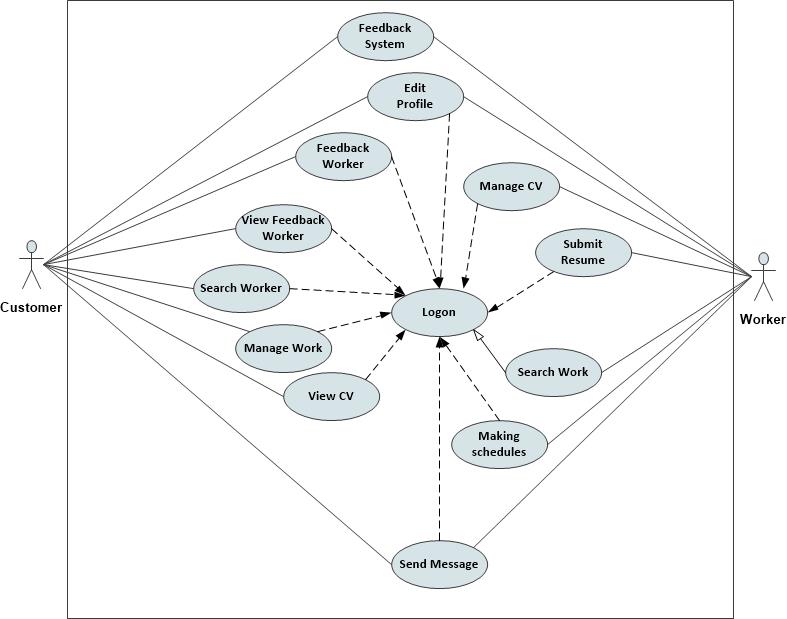 Feedback
System
Edit
Profile
Feedback
Worker
Manage CV
View Feedback
Worker
Submit
Resume
Customer
Search Worker
Logon
Worker
Manage Work
Search Work
View CV
Making
schedules
Send Message